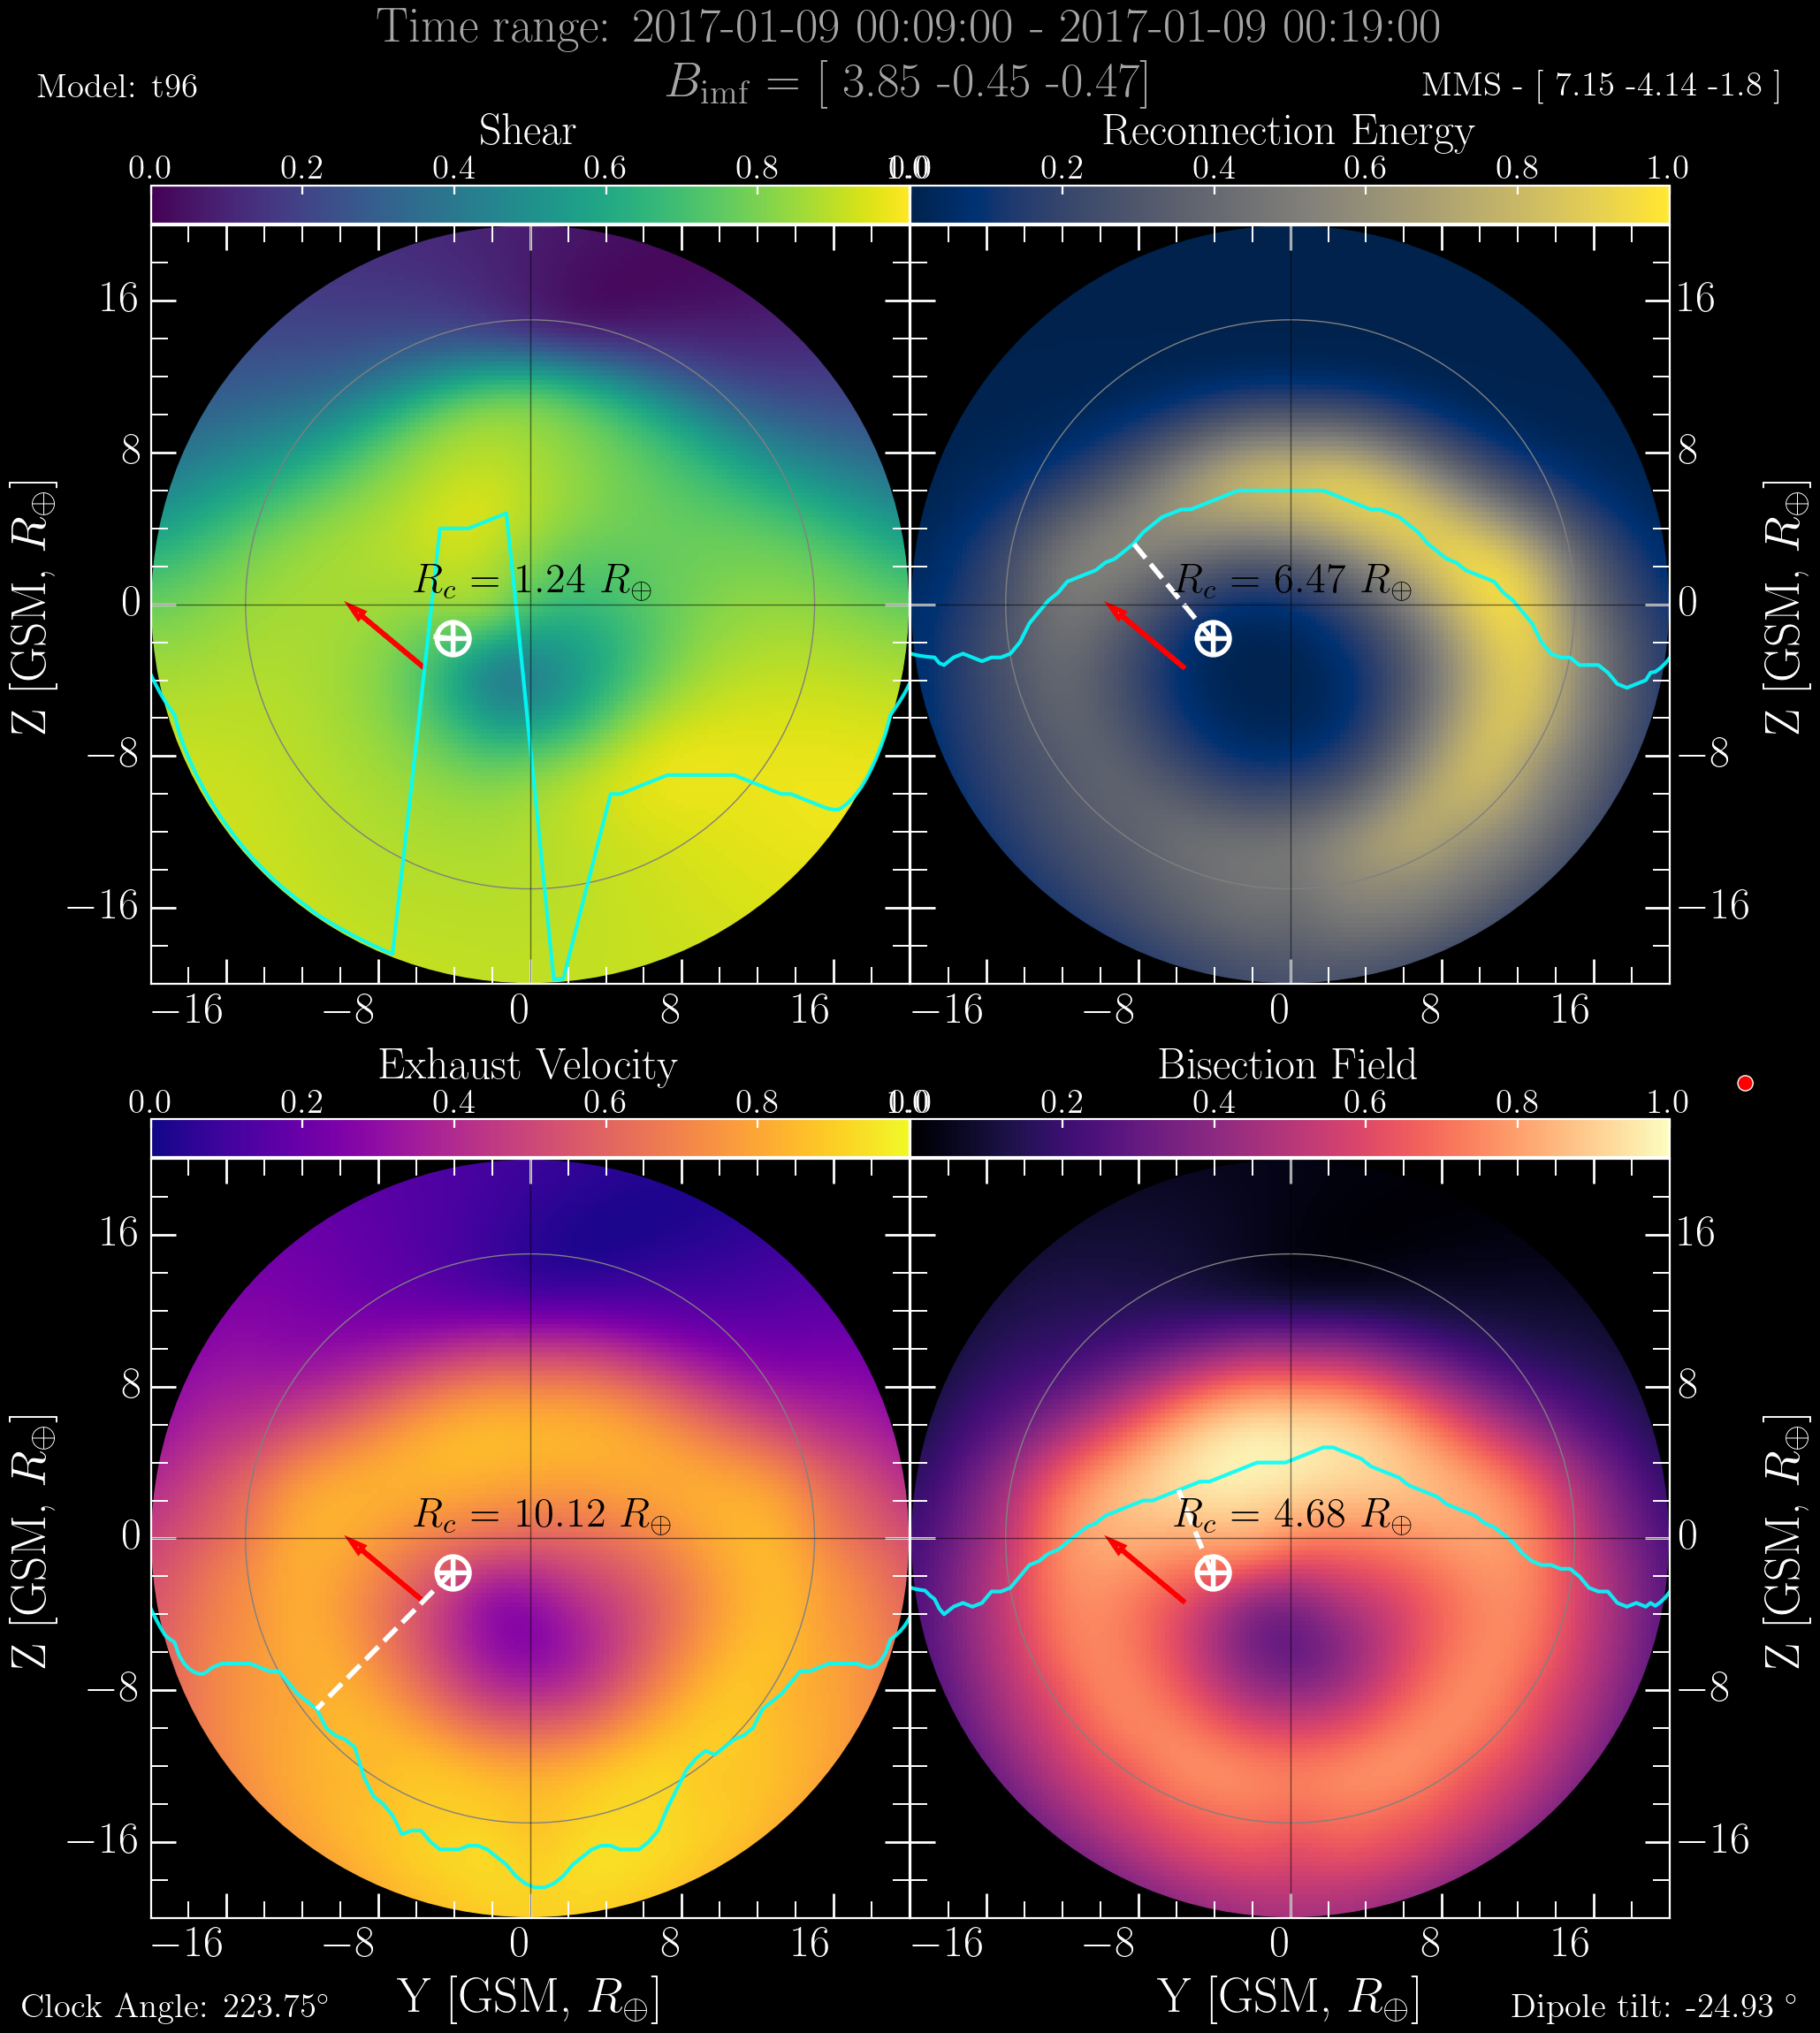 Time range: 2017-01-09 00:09:00 - 2017-01-09 00:19:00
Model: t96
B_imf = [ 3.85 -0.45 -0.47]
MMS - [ 7.15 -4.14 -1.8 ]
Shear
Reconnection Energy
0.0 0.2 0.4 0.6 0.8 1.0
0.0 0.2 0.4 0.6 0.8 1.0
16
8
0
−8
−16
Z [GSM, R⊕]
R_c = 1.24 R⊕
R_c = 6.47 R⊕
16
8
0
−8
−16
Z [GSM, R⊕]
−16 −8 0 8 16
−16 −8 0 8 16
Exhaust Velocity
Bisection Field
0.0 0.2 0.4 0.6 0.8 1.0
0.0 0.2 0.4 0.6 0.8 1.0
16
8
0
−8
−16
Z [GSM, R⊕]
R_c = 10.12 R⊕
R_c = 4.68 R⊕
16
8
0
−8
−16
Z [GSM, R⊕]
−16 −8 0 8 16
−16 −8 0 8 16
Y [GSM, R⊕]
Y [GSM, R⊕]
Clock Angle: 223.75°
Dipole tilt: -24.93 °